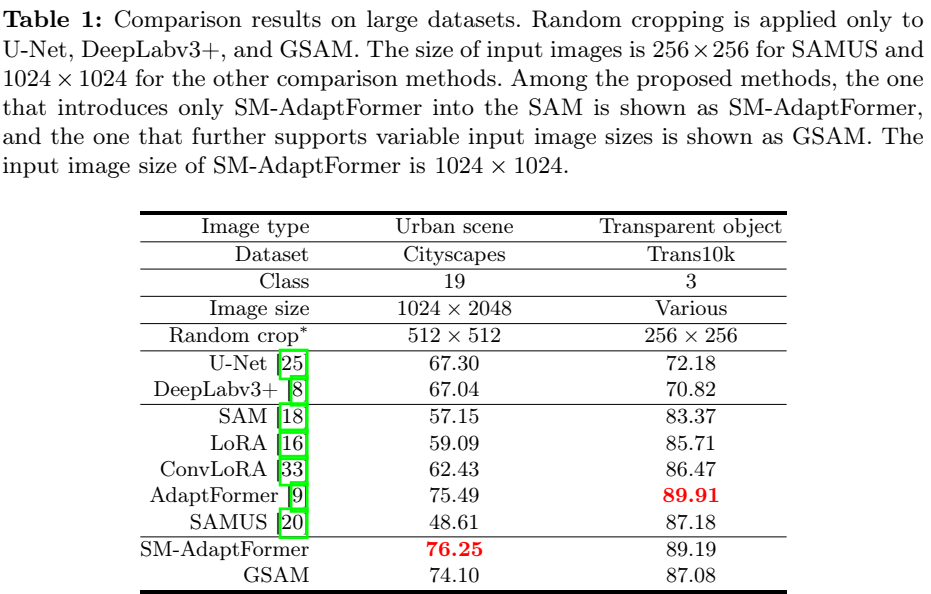 Table 1: Comparison results on large datasets. Random cropping is applied only to
U-Net, DeepLabv3+, and GSAM. The size of input images is 256×256 for SAMUS and
1024 × 1024 for the other comparison methods. Among the proposed methods, the one
that introduces only SM-AdaptFormer into the SAM is shown as SM-AdaptFormer,
and the one that further supports variable input image sizes is shown as GSAM. The
input image size of SM-AdaptFormer is 1024 × 1024.
Image type Urban scene Transparent object
Dataset Cityscapes Trans10k
Class 19 3
Image size 1024 × 2048 Various
Random crop* 512 × 512 256 × 256
U-Net [25] 67.30 72.18
DeepLabv3+ [8] 67.04 70.82
SAM [18] 57.15 83.37
LoRA [16] 59.09 85.71
ConvLoRA [33] 62.43 86.47
AdaptFormer [9] 75.49 89.91
SAMUS [20] 48.61 87.18
SM-AdaptFormer 76.25 89.19
GSAM 74.10 87.08